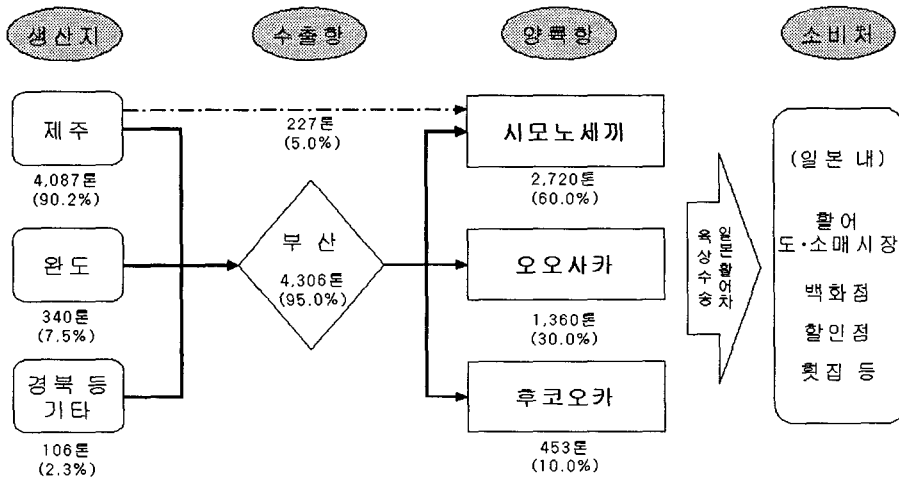 생산지
수출항
양륙항
소비처
제주
4,087톤
(90.2%)
완도
340톤
(7.5%)
경북 등
기타
106톤
(2.3%)
227톤
(5.0%)
부산
4,306톤
(95.0%)
시모노세끼
2,720톤
(60.0%)
오오사카
1,360톤
(30.0%)
후코오카
453톤
(10.0%)
일본활어차
육상수송
(일본 내)
활어
도·소매시장
백화점
할인점
횟집 등